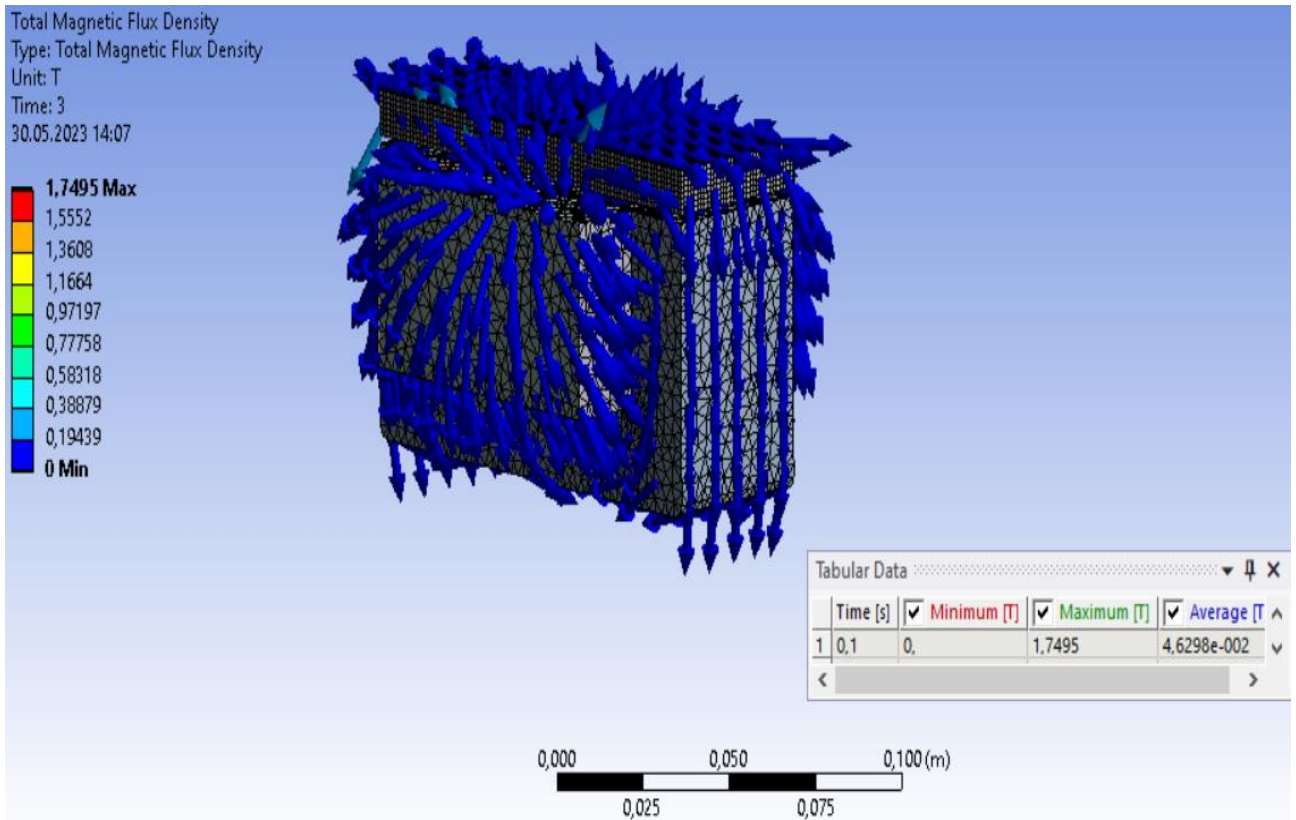 Total Magnetic Flux Density
Type: Total Magnetic Flux Density
Unit: T
Time: 3
30.05.2023 14:07
1,7495 Max
1,5552
1,3608
1,1664
0,97197
0,77758
0,58318
0,38879
0,19439
0 Min
Tabular Data
Time [s] Minimum [T] Maximum [T] Average [T
1 0,1 0, 1,7495 4,6298e-002
0,000 0,050 0,100 (m)
0,025 0,075